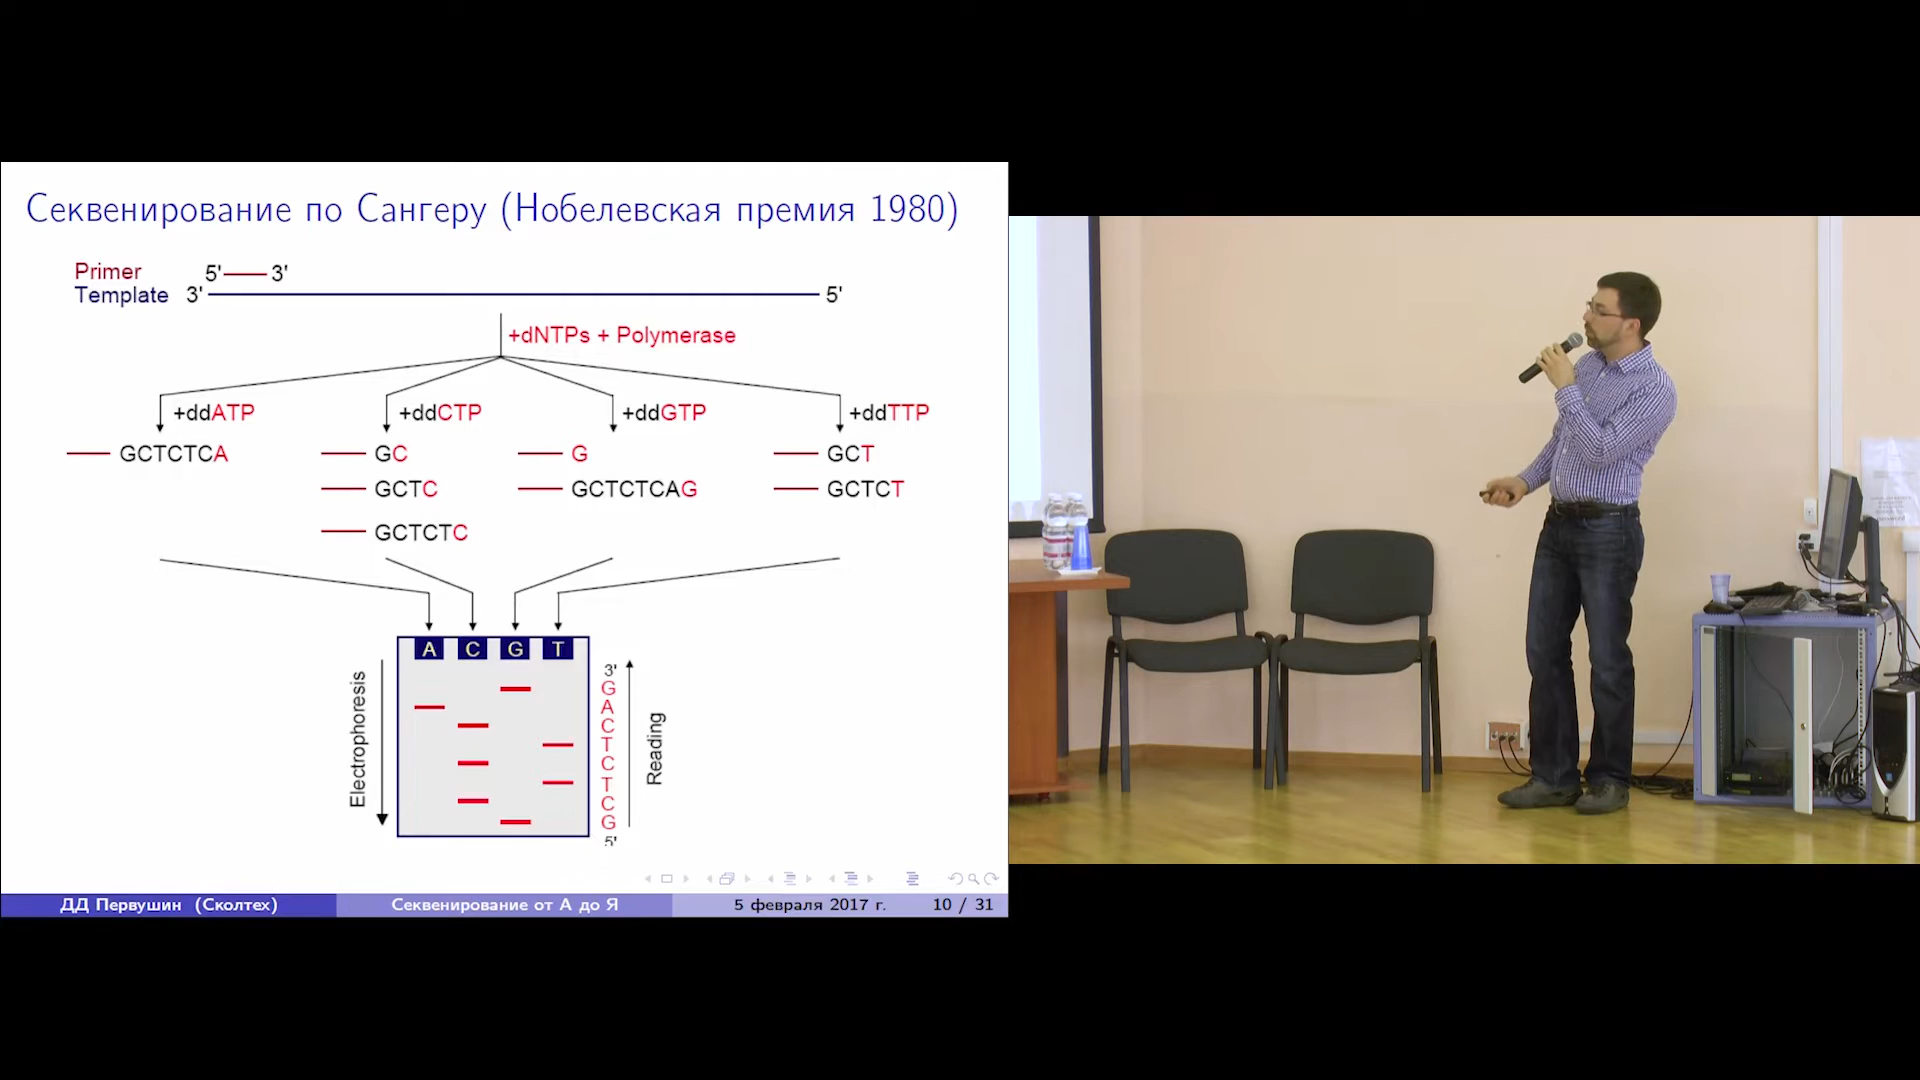 Секвенирование по Сангеру (Нобелевская премия 1980)
Primer 5' 3'
Template 3' 5'
+dNTPs + Polymerase
+ddATP +ddCTP +ddGTP +ddTTP
GCTCTCA GC G GCT
GCTC GCTCTCAG GCTCT
GCTCTC
A C G T
Electrophoresis
3'
G
A
C
T
C
T
C
G
5'
Reading
ДД Первушин (Сколтех) Секвенирование от А до Я 5 февраля 2017 г. 10 / 31